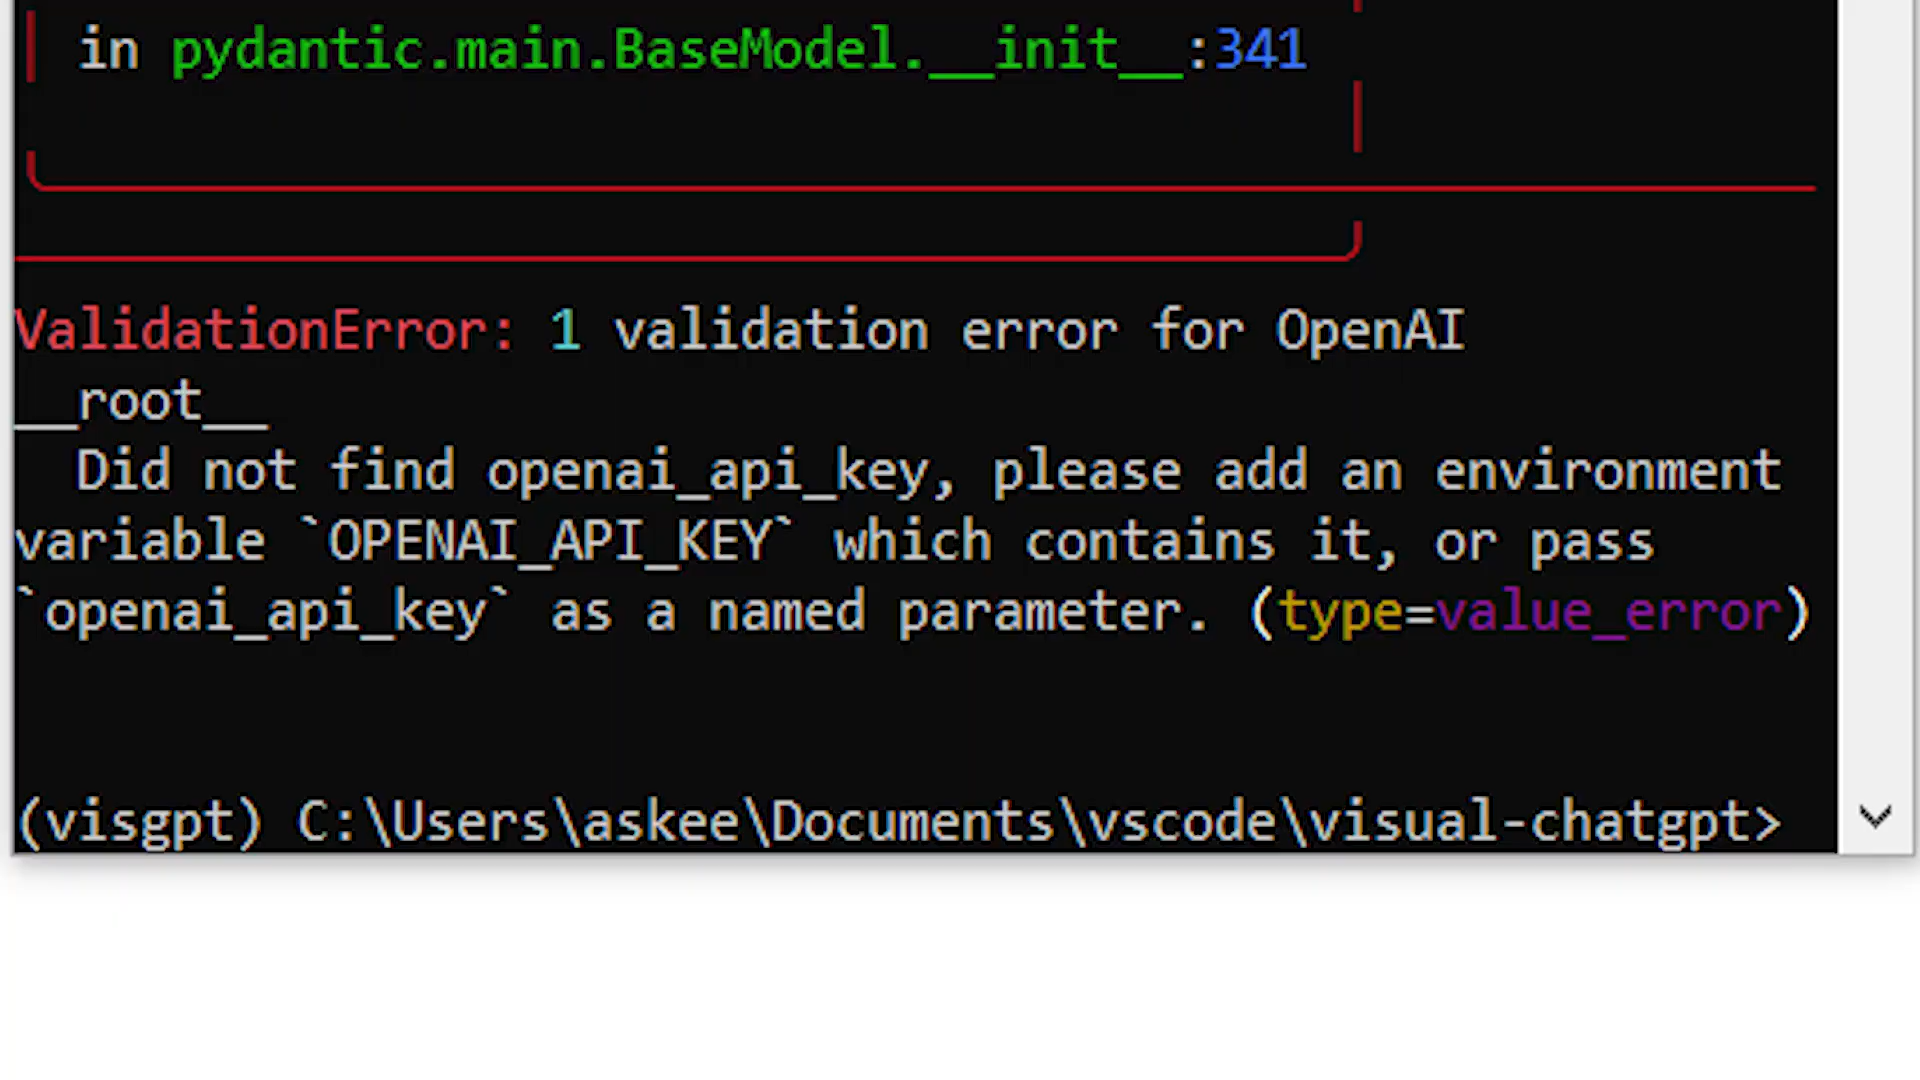 in pydantic.main.BaseModel.__init__:341
ValidationError: 1 validation error for OpenAI
__root__
  Did not find openai_api_key, please add an environment
variable `OPENAI_API_KEY` which contains it, or pass
`openai_api_key` as a named parameter. (type=value_error)
(visgpt) C:\Users\askee\Documents\vscode\visual-chatgpt>